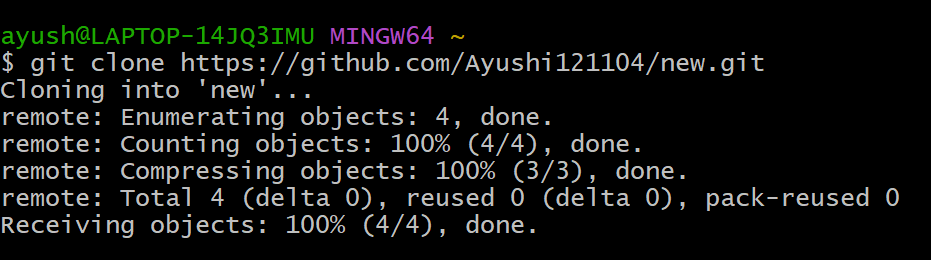 ayush@LAPTOP-14JQ3IMU MINGW64 ~
$ git clone https://github.com/Ayushi121104/new.git
Cloning into 'new'...
remote: Enumerating objects: 4, done.
remote: Counting objects: 100% (4/4), done.
remote: Compressing objects: 100% (3/3), done.
remote: Total 4 (delta 0), reused 0 (delta 0), pack-reused 0
Receiving objects: 100% (4/4), done.